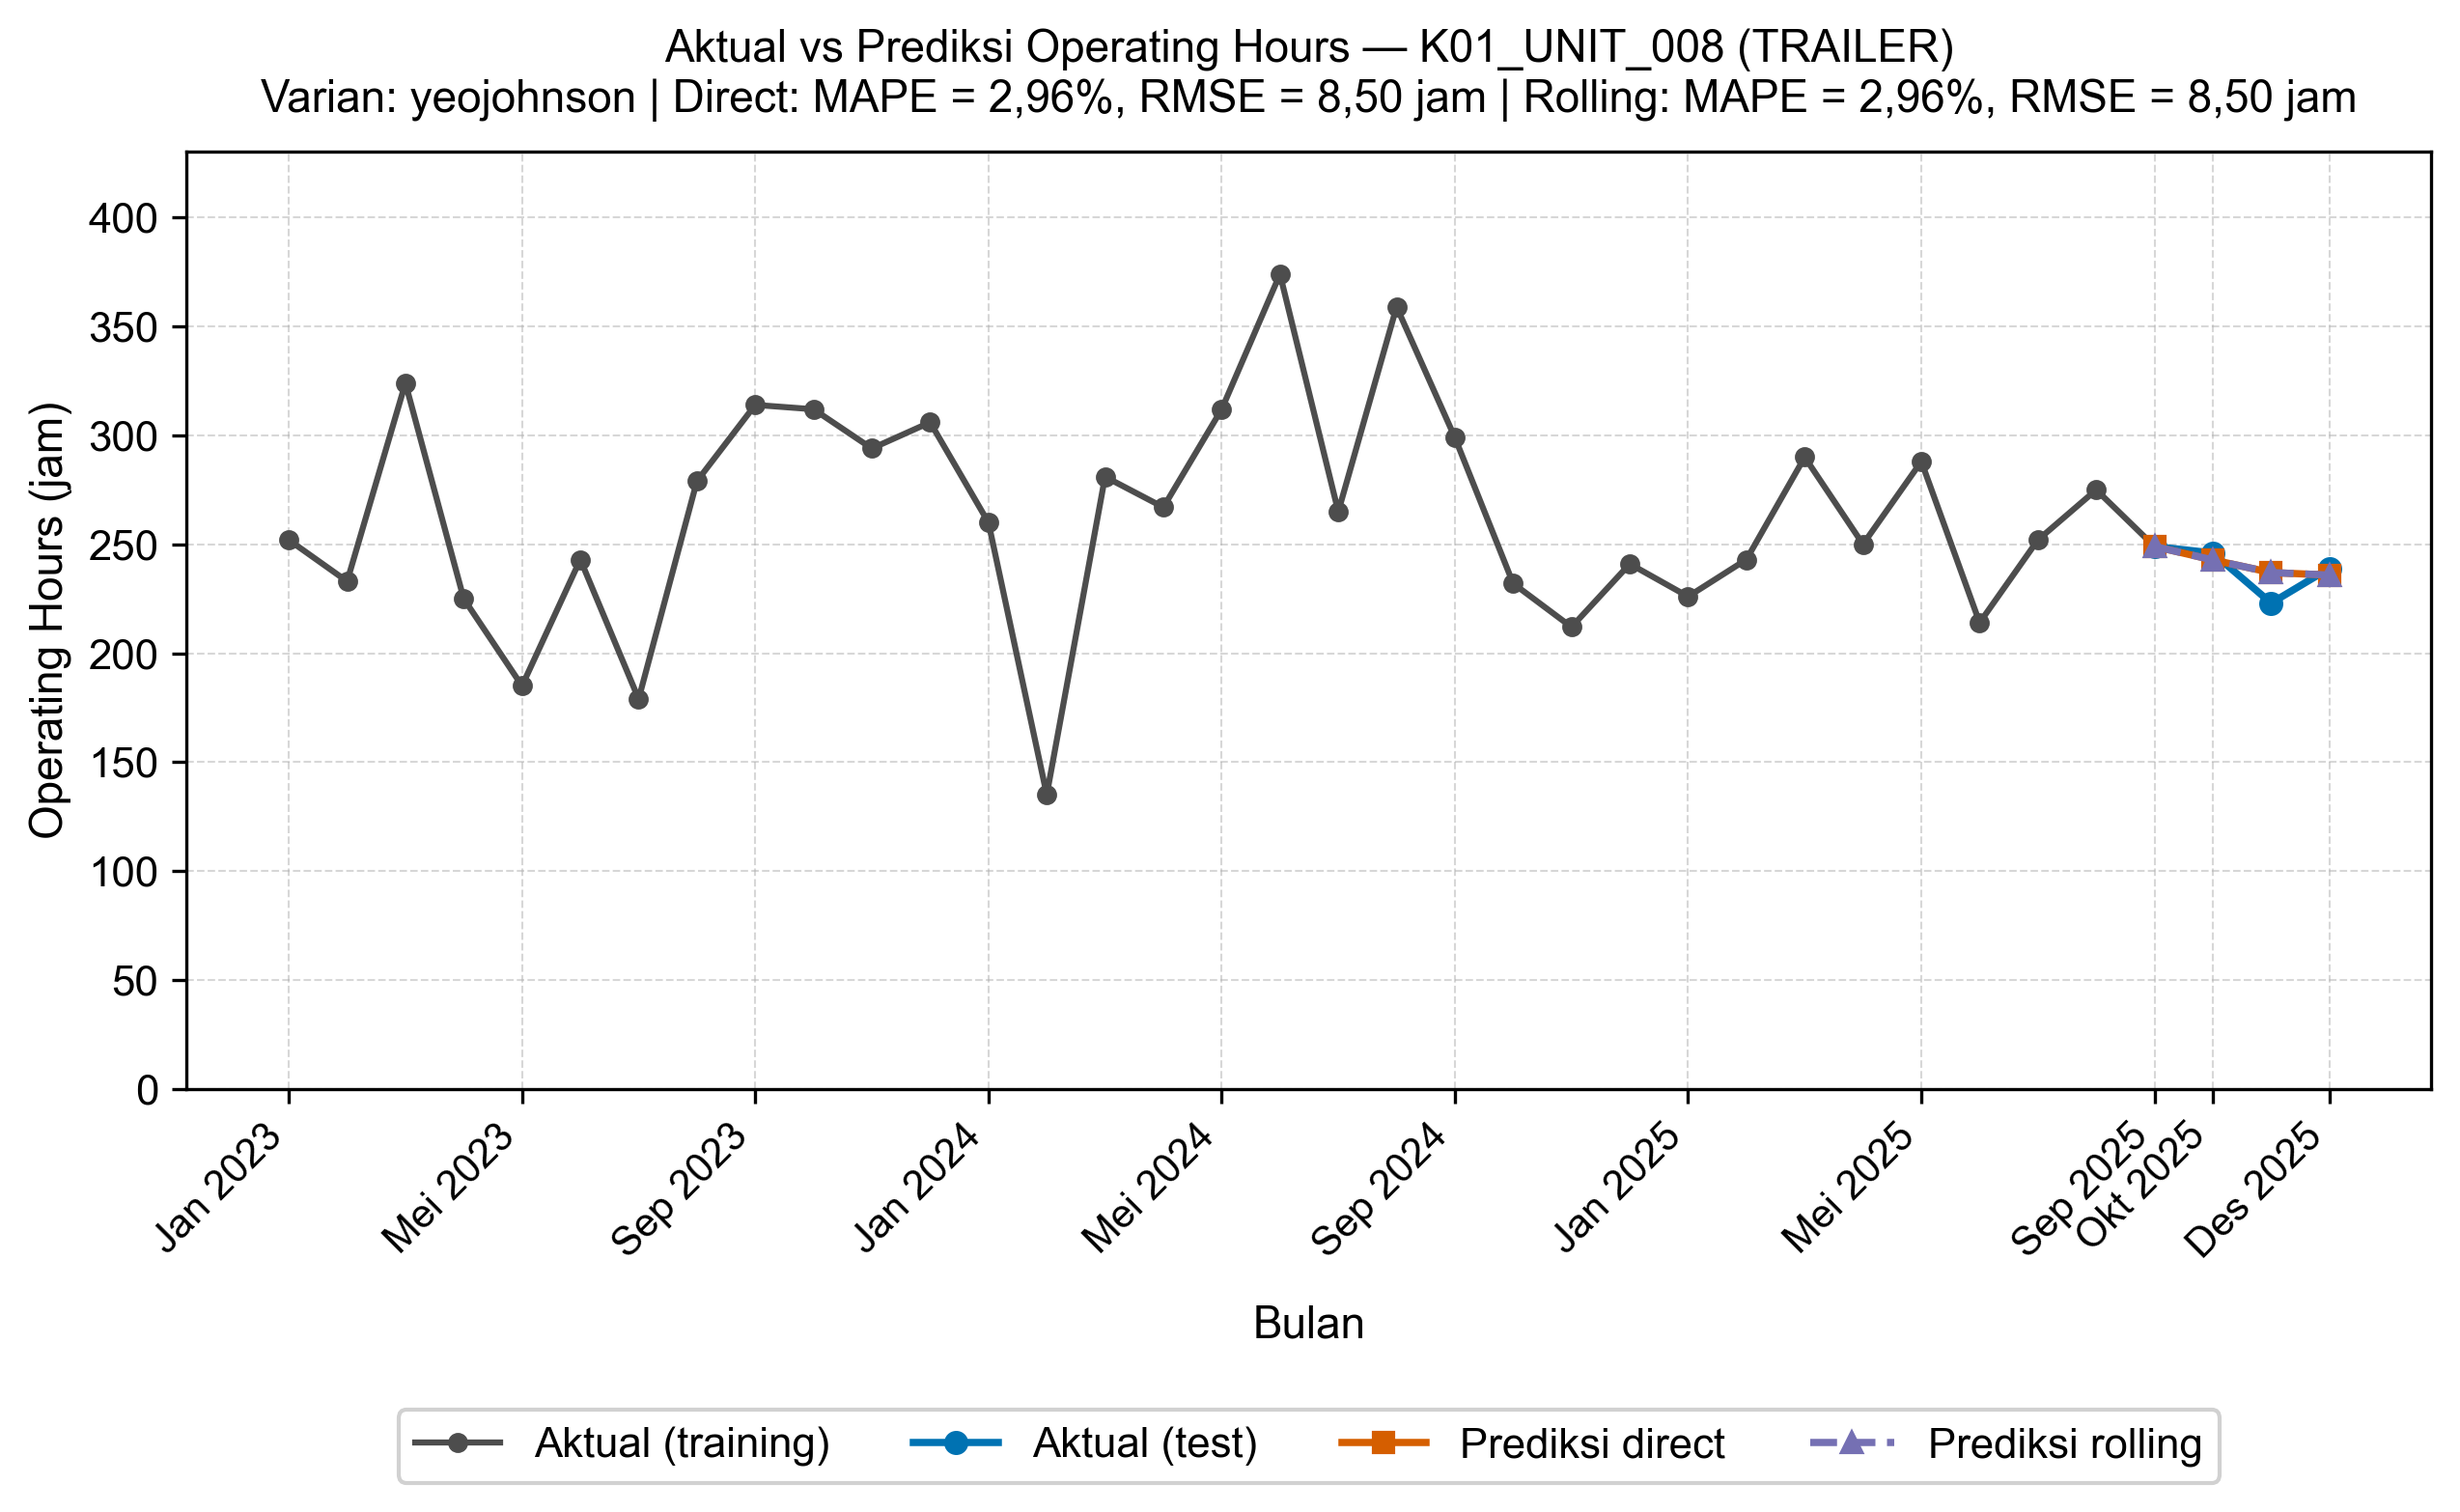 Aktual vs Prediksi Operating Hours — K01_UNIT_008 (TRAILER)
Varian: yeojohnson | Direct: MAPE = 2,96%, RMSE = 8,50 jam | Rolling: MAPE = 2,96%, RMSE = 8,50 jam
Operating Hours (jam)
400
350
300
250
200
150
100
50
0
Jan 2023
Mei 2023
Sep 2023
Jan 2024
Mei 2024
Sep 2024
Jan 2025
Mei 2025
Sep 2025
Okt 2025
Des 2025
Bulan
Aktual (training)
Aktual (test)
Prediksi direct
Prediksi rolling